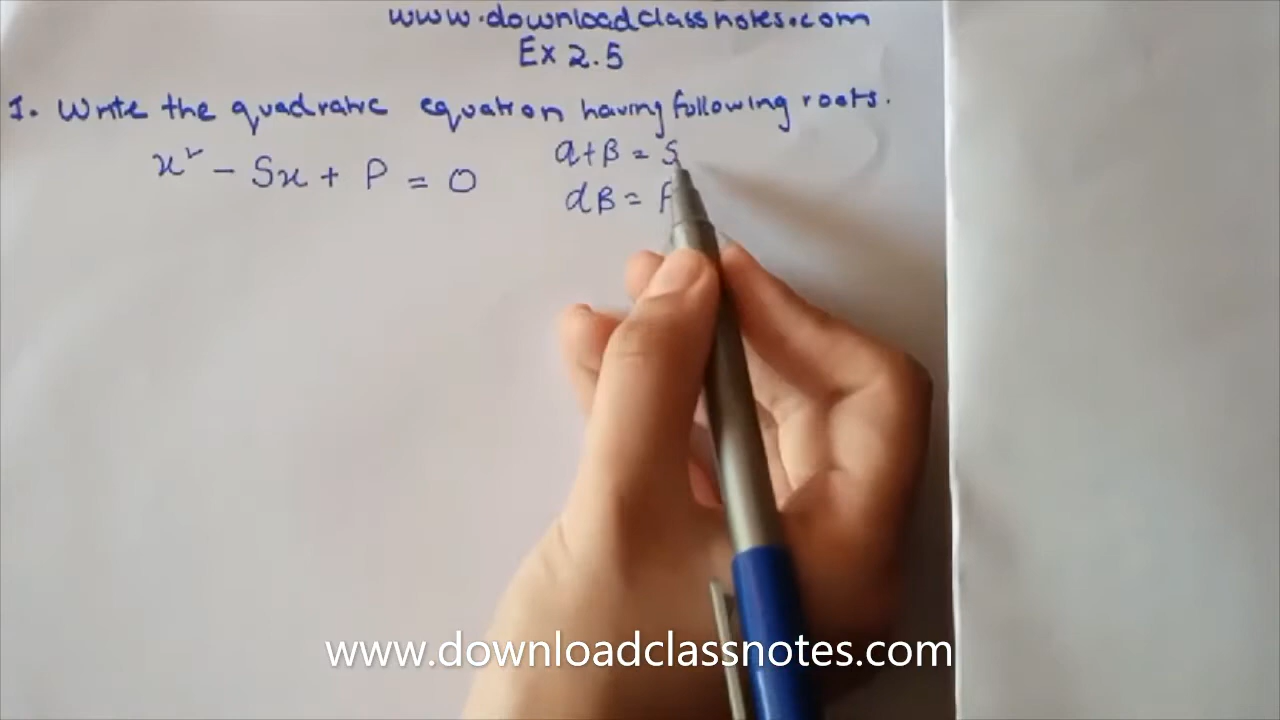 www.downloadclassnotes.com
Ex 2.5
1. Write the quadratic equation having following roots.
x² - Sx + P = 0
α+β = S
αβ = P
www.downloadclassnotes.com